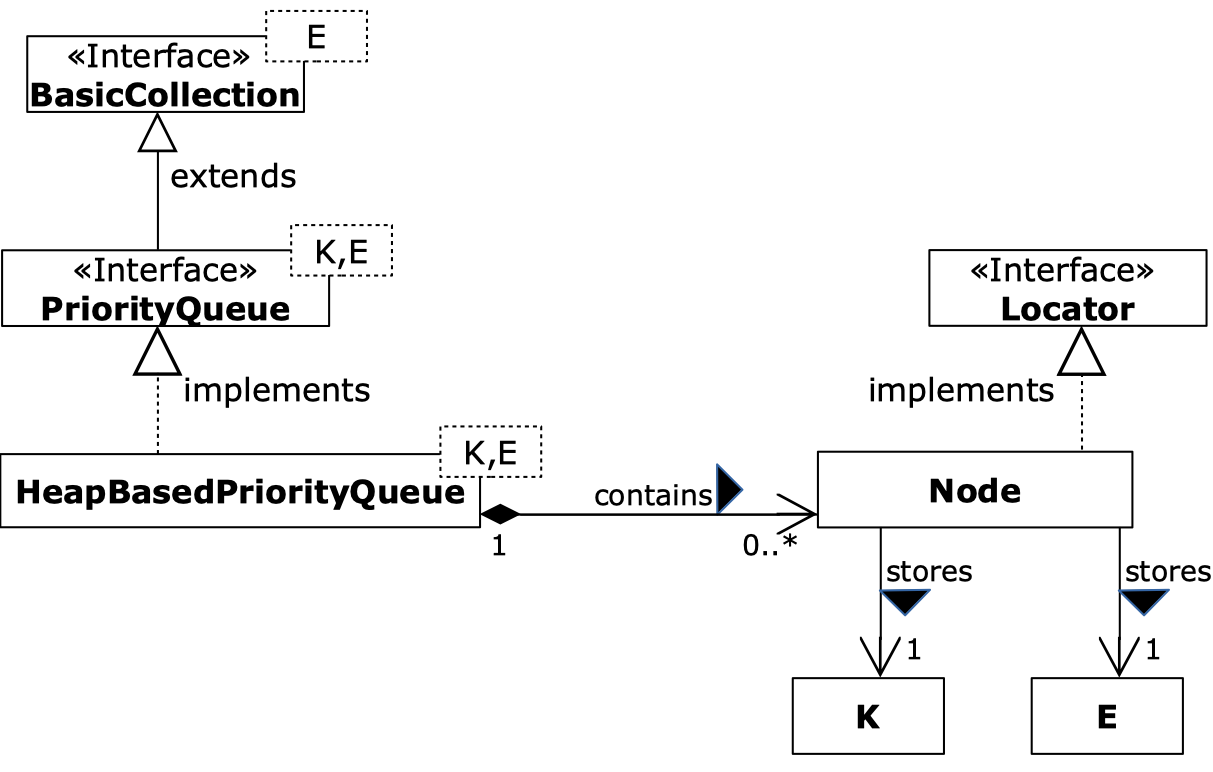 E
«Interface»
BasicCollection
extends
K,E
«Interface»
PriorityQueue
«Interface»
Locator
implements
implements
K,E
HeapBasedPriorityQueue
contains
1
0..*
Node
stores
stores
1
1
K
E